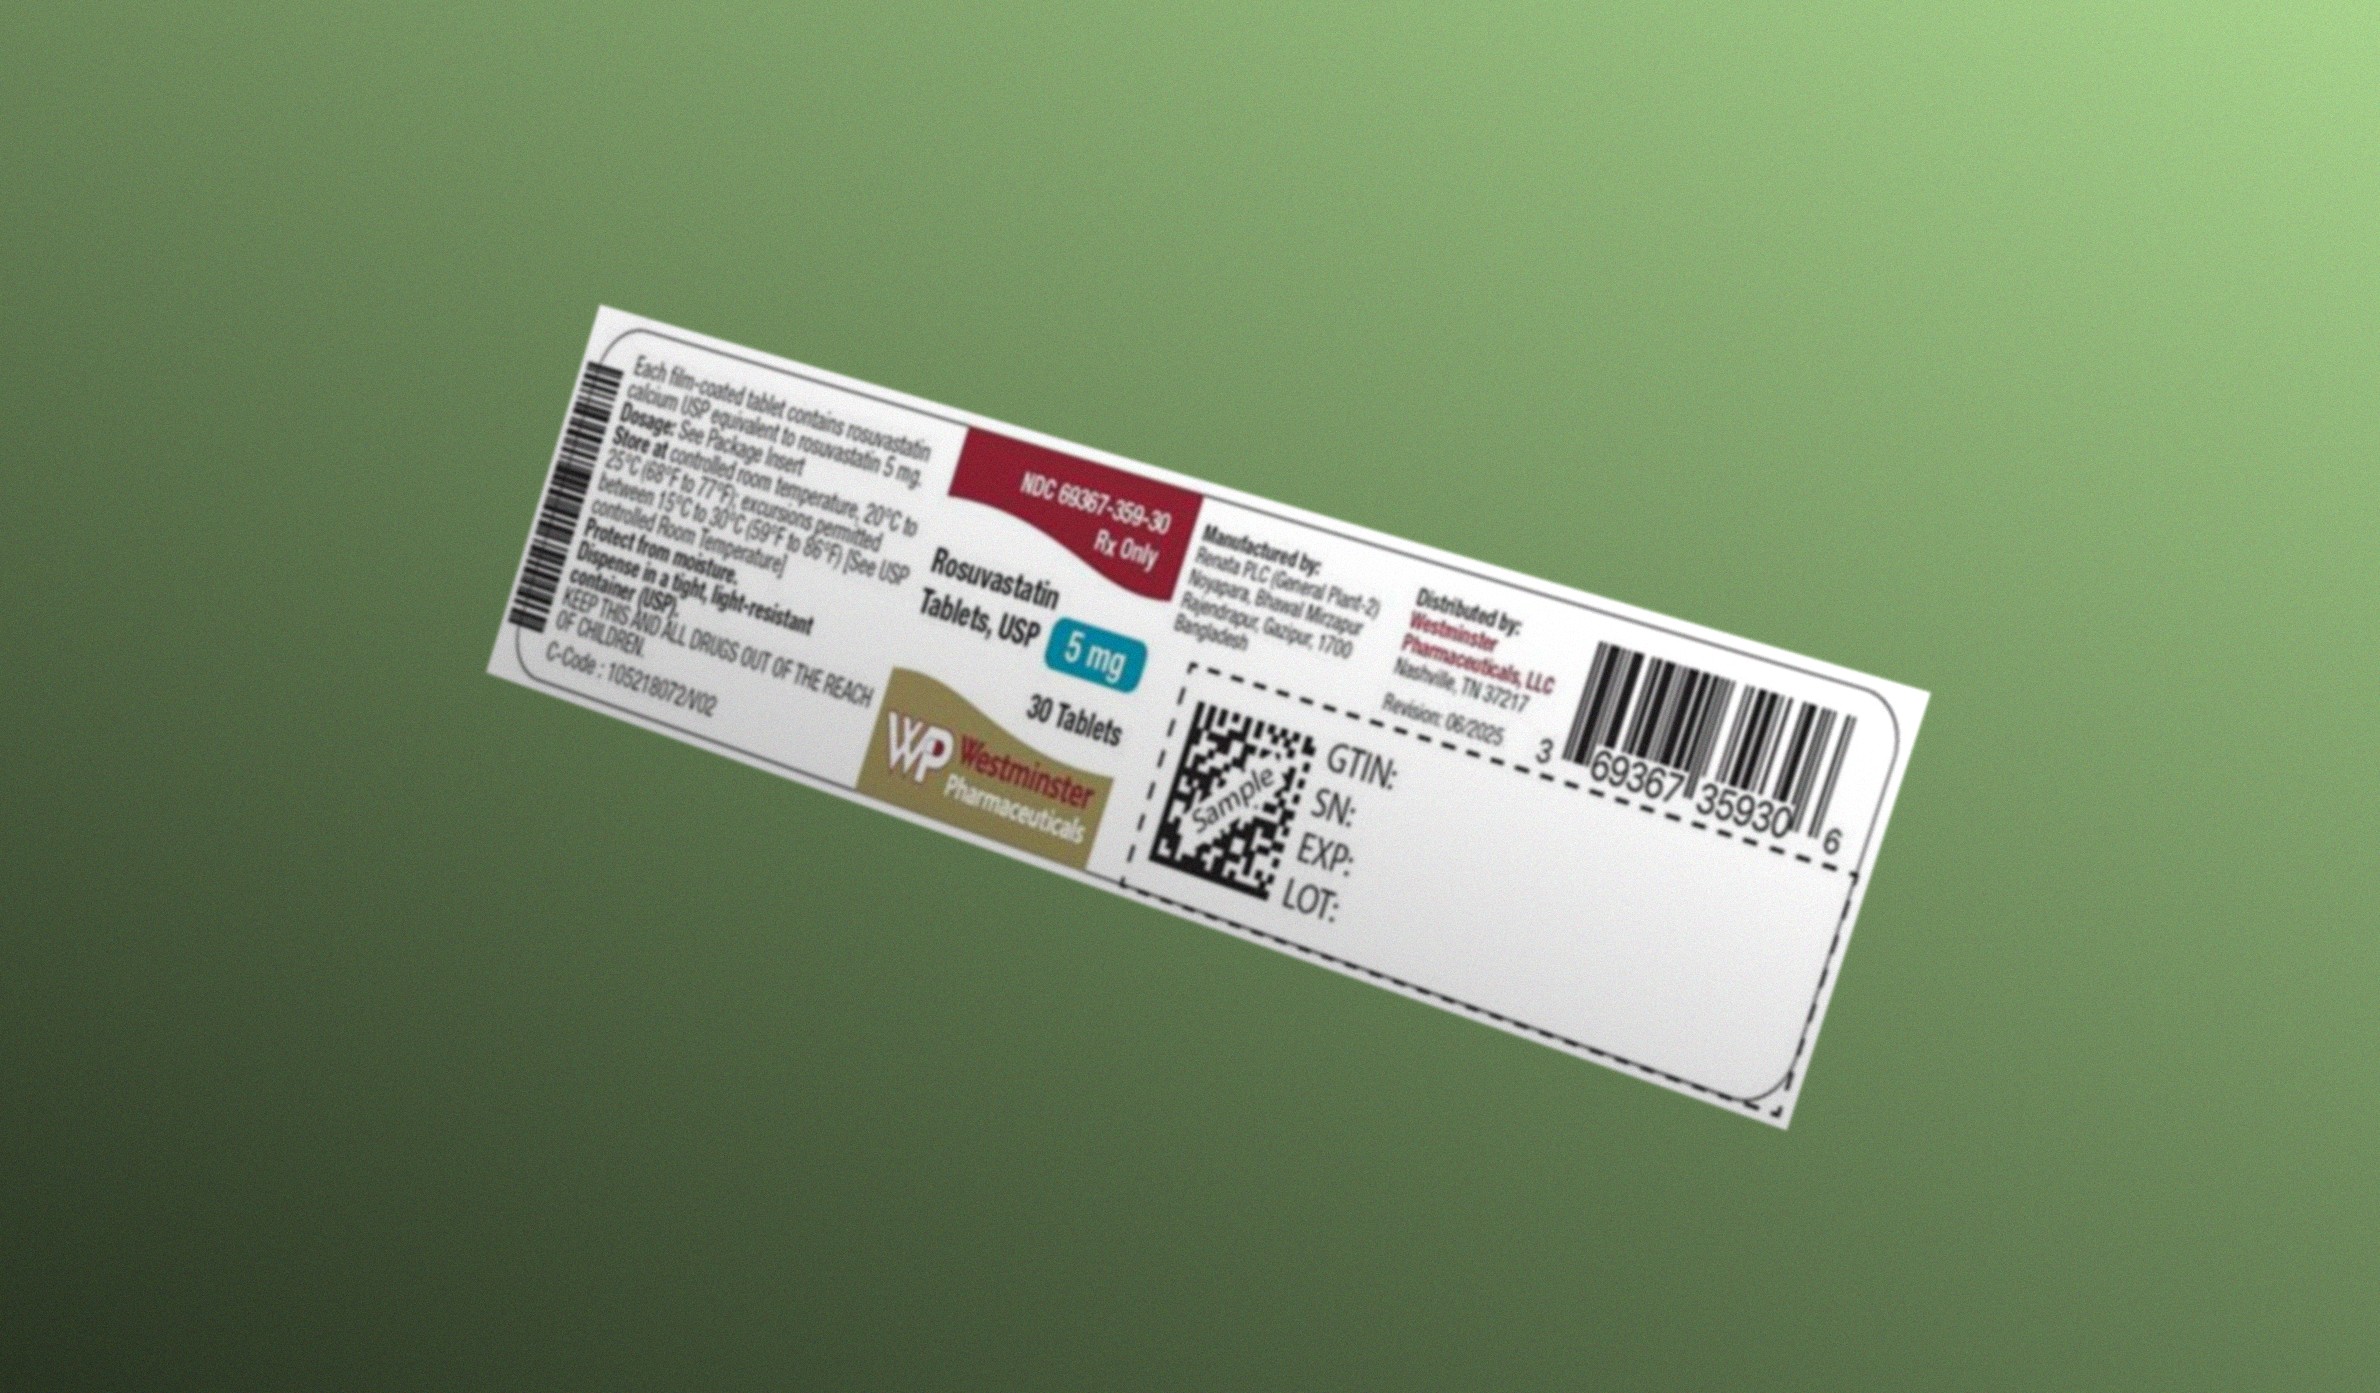 Each film-coated tablet contains rosuvastatin
calcium USP equivalent to rosuvastatin 5 mg.
Dosage: See Package Insert
Store at controlled room temperature, 20°C to
25°C (68°F to 77°F); excursions permitted
between 15°C to 30°C (59°F to 86°F) [See USP
controlled Room Temperature]
Protect from moisture.
Dispense in a tight, light-resistant
container (USP).
KEEP THIS AND ALL DRUGS OUT OF THE REACH
OF CHILDREN.
C-Code : 105218072/V02
NDC 69367-359-30
Rx Only
Rosuvastatin
Tablets, USP 5 mg
30 Tablets
WP Westminster
Pharmaceuticals
Manufactured by:
Renata PLC (General Plant-2)
Noyapara, Bhawal Mirzapur
Rajendrapur, Gazipur, 1700
Bangladesh
Distributed by:
Westminster
Pharmaceuticals, LLC
Nashville, TN 37217
Revision: 06/2025
3 69367 35930 6
Sample
GTIN:
SN:
EXP:
LOT: